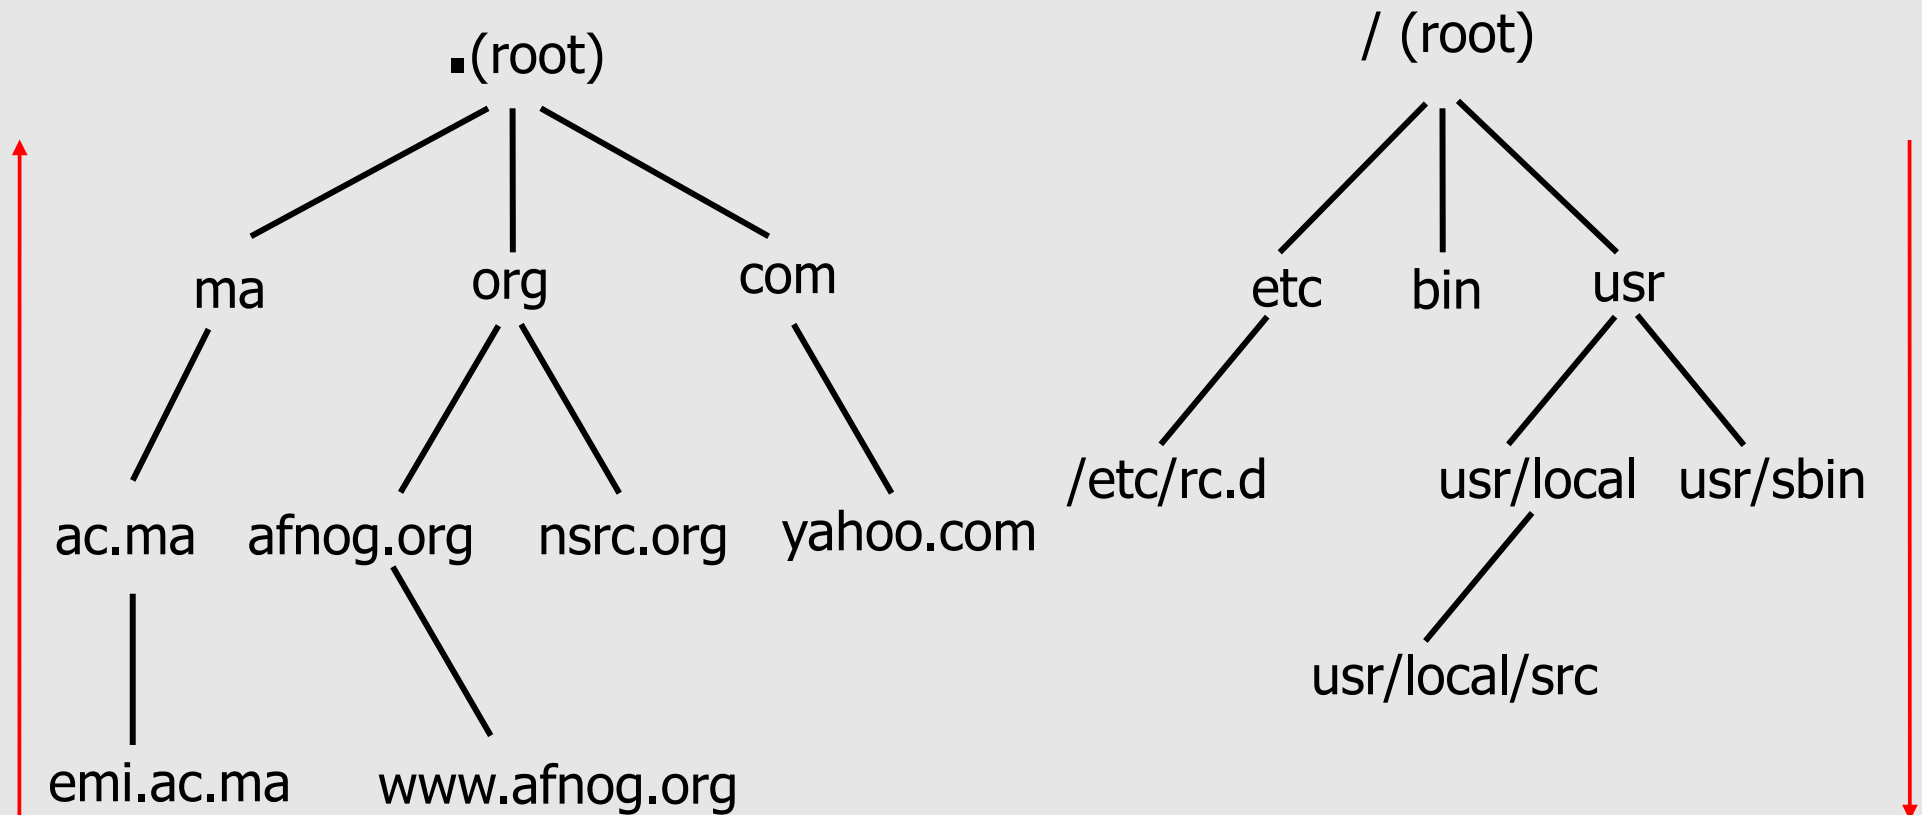 .(root)
ma
org
com
ac.ma
afnog.org
nsrc.org
yahoo.com
emi.ac.ma
www.afnog.org
/ (root)
etc
bin
usr
/etc/rc.d
usr/local
usr/sbin
usr/local/src